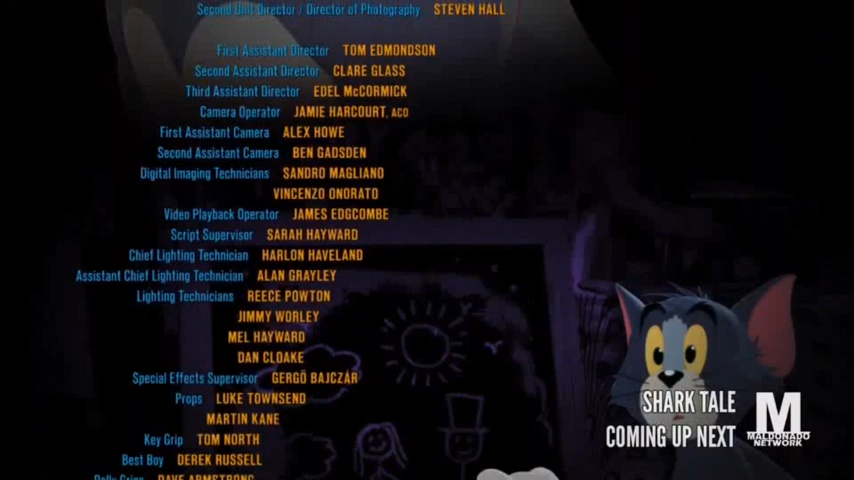 Second Unit Director / Director of Photography STEVEN HALL
First Assistant Director TOM EDMONDSON
Second Assistant Director CLARE GLASS
Third Assistant Director EDEL McCORMICK
Camera Operator JAMIE HARCOURT, ACO
First Assistant Camera ALEX HOWE
Second Assistant Camera BEN GADSDEN
Digital Imaging Technicians SANDRO MAGLIANO
VINCENZO ONORATO
Video Playback Operator JAMES EDGCOMBE
Script Supervisor SARAH HAYWARD
Chief Lighting Technician HARLON HAVELAND
Assistant Chief Lighting Technician ALAN GRAYLEY
Lighting Technicians REECE POWTON
JIMMY WORLEY
MEL HAYWARD
DAN CLOAKE
Special Effects Supervisor GERGÖ BAJCZÁR
Props LUKE TOWNSEND
MARTIN KANE
Key Grip TOM NORTH
Best Boy DEREK RUSSELL
Dolly Grips DAVE ARMSTRONG
SHARK TALE
COMING UP NEXT
M
MALDONADO
NETWORK